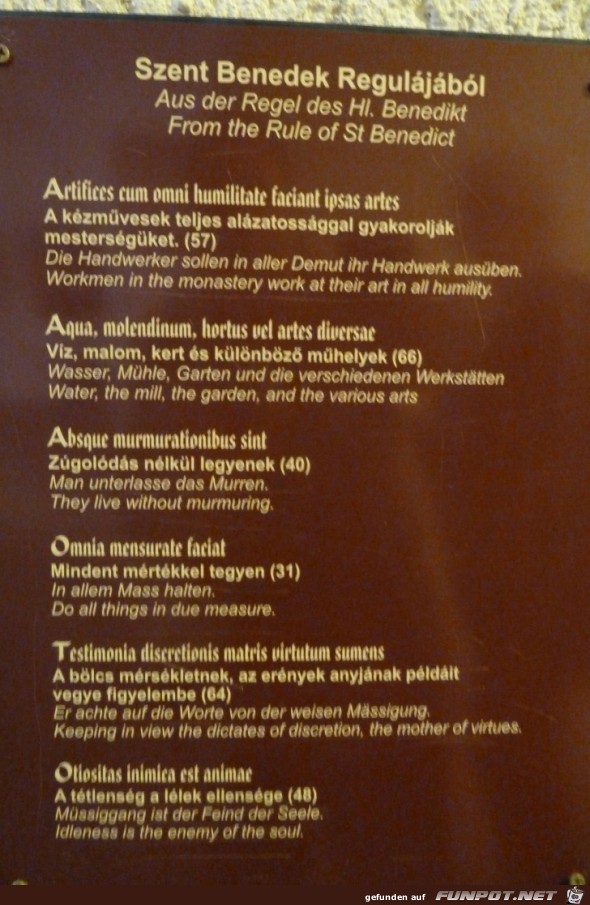 Szent Benedek Regulájából
Aus der Regel des Hl. Benedikt
From the Rule of St Benedict
Artifices cum omni humilitate faciant ipsas artes
A kézművesek teljes alázatossággal gyakorolják
mesterségüket. (57)
Die Handwerker sollen in aller Demut ihr Handwerk ausüben.
Workmen in the monastery work at their art in all humility.
Aqua, molendinum, hortus vel artes diversae
Víz, malom, kert és különböző műhelyek (66)
Wasser, Mühle, Garten und die verschiedenen Werkstätten
Water, the mill, the garden, and the various arts
Absque murmurationibus sint
Zúgolódás nélkül legyenek (40)
Man unterlasse das Murren.
They live without murmuring.
Omnia mensurate faciat
Mindent mértékkel tegyen (31)
In allem Mass halten.
Do all things in due measure.
Testimonia discretionis matris virtutum sumens
A bölcs mérsékletnek, az erények anyjának példáit
vegye figyelembe (64)
Er achte auf die Worte von der weisen Mässigung.
Keeping in view the dictates of discretion, the mother of virtues.
Otiositas inimica est animae
A tétlenség a lélek ellensége (48)
Müssiggang ist der Feind der Seele.
Idleness is the enemy of the soul.
gefunden auf FUNPOT.NET